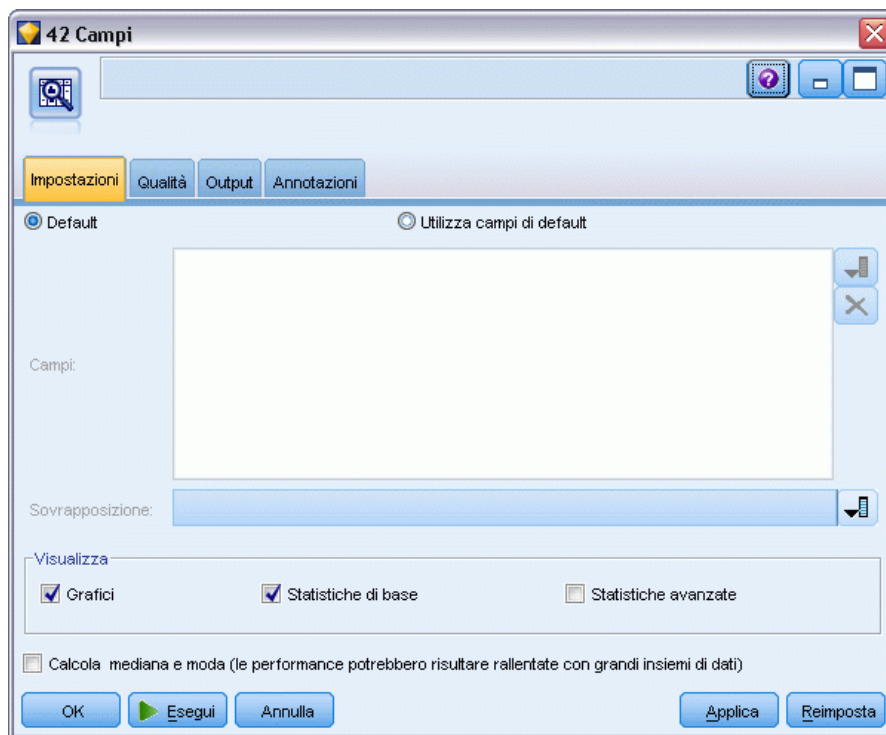 42 Campi
Impostazioni Qualità Output Annotazioni
Default Utilizza campi di default
Campi:
Sovrapposizione:
Visualizza
Grafici Statistiche di base Statistiche avanzate
Calcola mediana e moda (le performance potrebbero risultare rallentate con grandi insiemi di dati)
OK Esegui Annulla Applica Reimposta